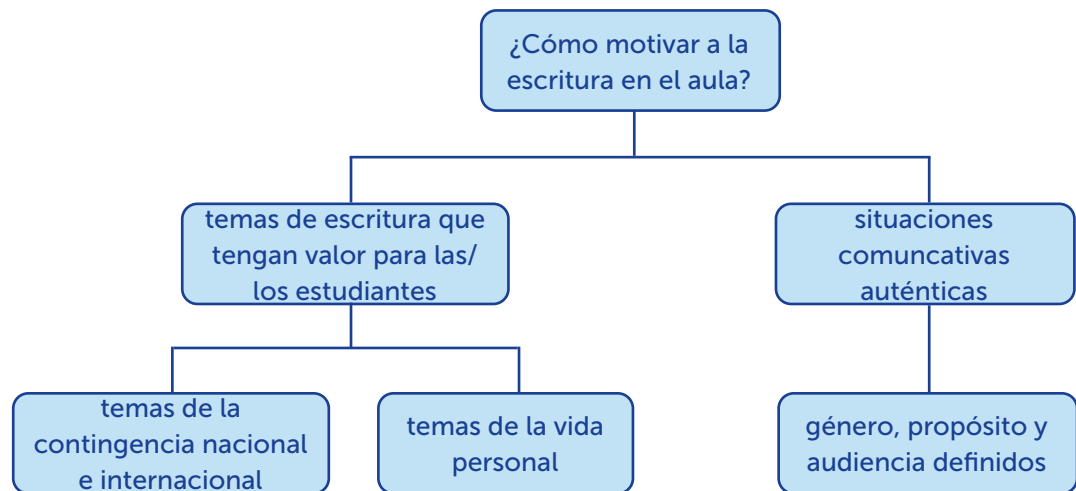 ¿Cómo motivar a la
escritura en el aula?
temas de escritura que
tengan valor para las/
los estudiantes
situaciones
comuncativas
auténticas
temas de la
contingencia nacional
e internacional
temas de la vida
personal
género, propósito y
audiencia definidos